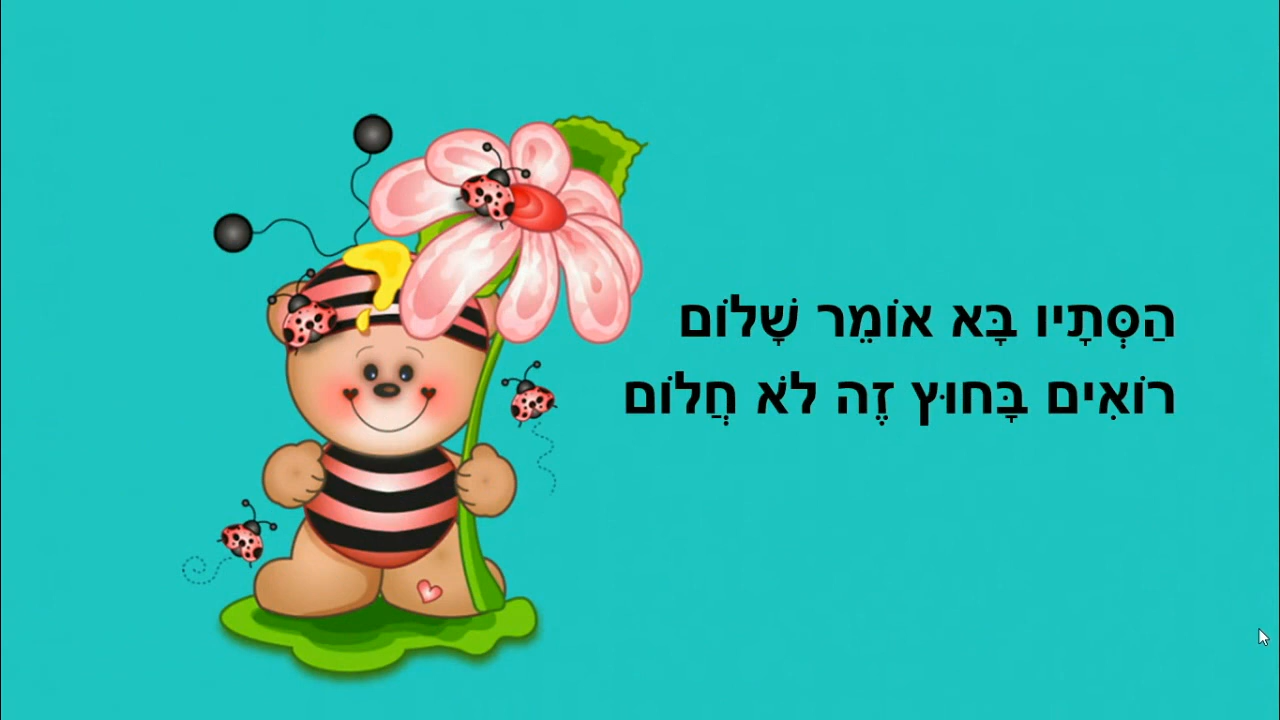 הַסְּתָיו בָּא אוֹמֵר שָׁלוֹם
רוֹאִים בָּחוּץ זֶה לֹא חֲלוֹם